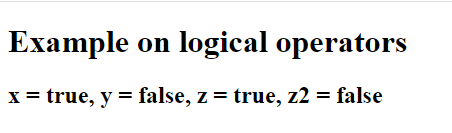 Example on logical operators
x = true, y = false, z = true, z2 = false